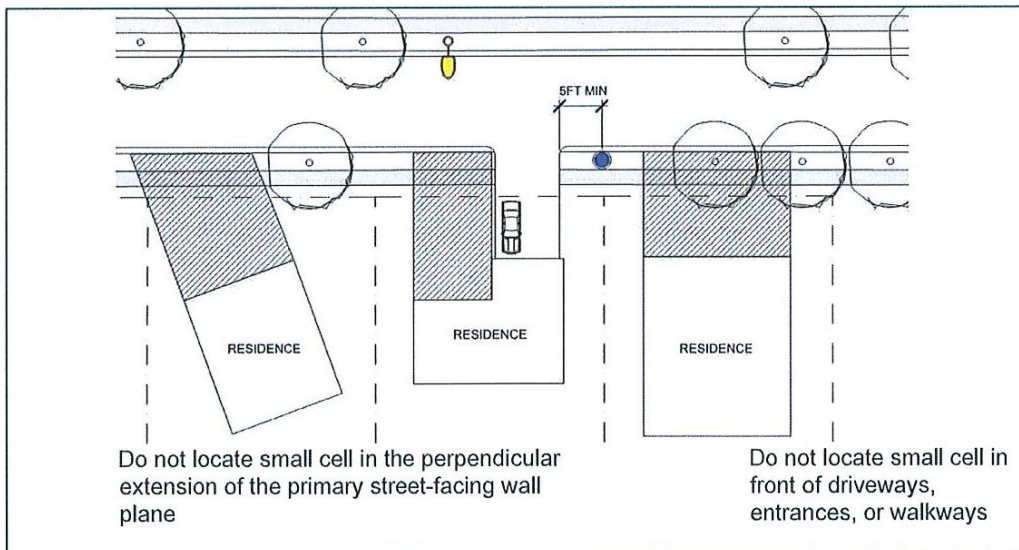 5FT MIN
RESIDENCE
RESIDENCE
RESIDENCE
Do not locate small cell in the perpendicular
extension of the primary street-facing wall
plane
Do not locate small cell in
front of driveways,
entrances, or walkways